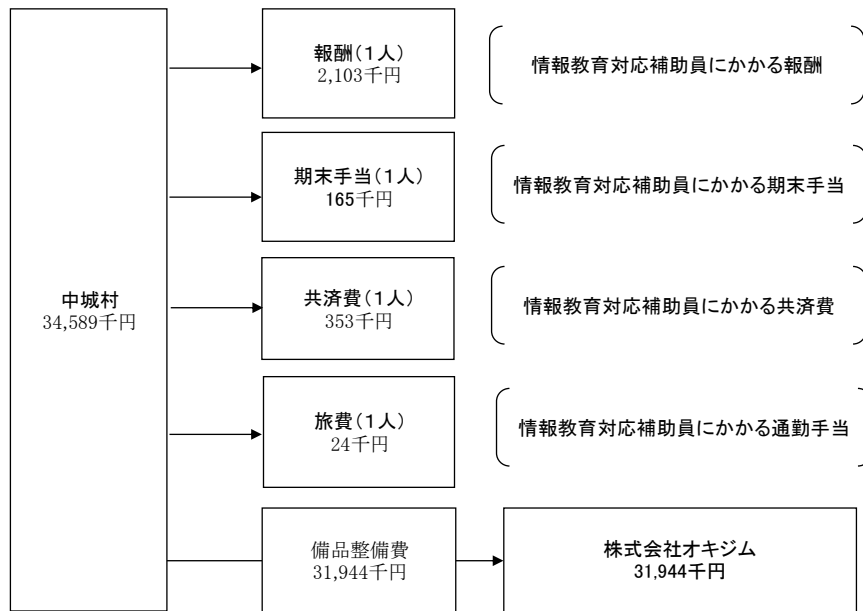 報酬(1人)
2,103千円
情報教育対応補助員にかかる報酬
期末手当(1人)
165千円
情報教育対応補助員にかかる期末手当
中城村
34,589千円
共済費(1人)
353千円
情報教育対応補助員にかかる共済費
旅費(1人)
24千円
情報教育対応補助員にかかる通勤手当
備品整備費
31,944千円
株式会社オキジム
31,944千円